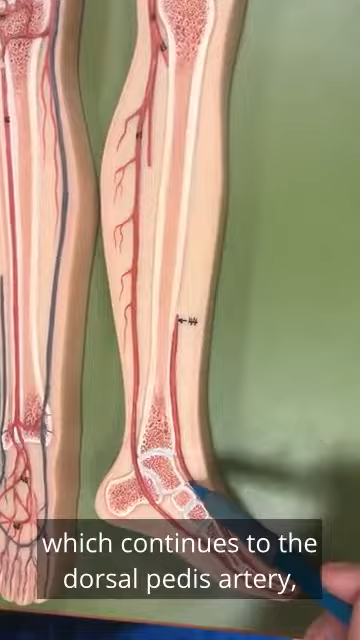 which continues to the
dorsal pedis artery,